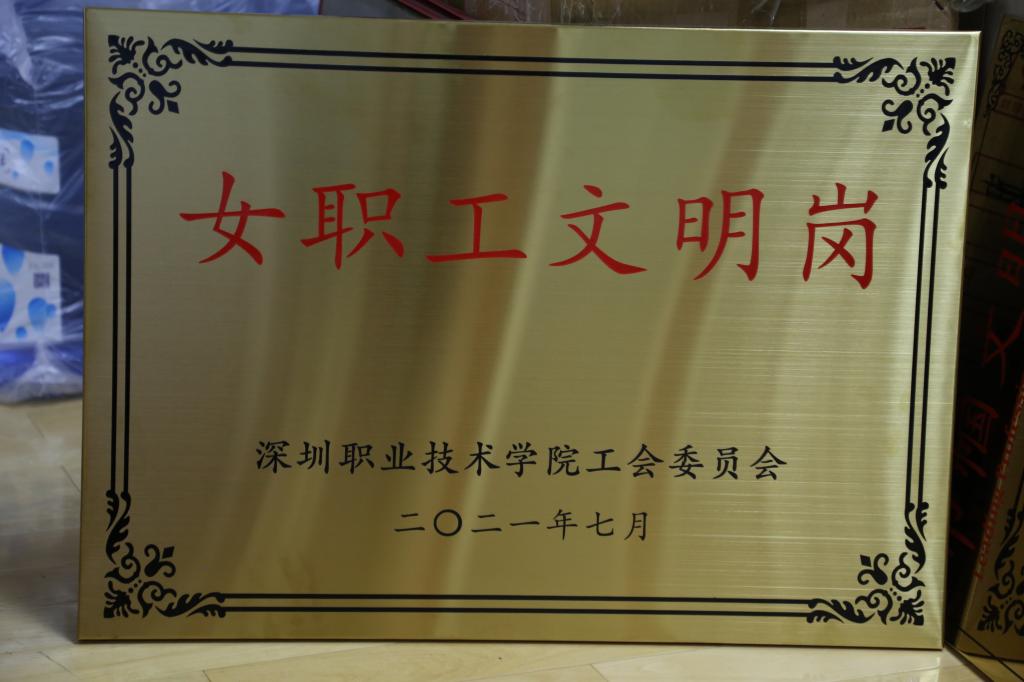 女职工文明岗
深圳职业技术学院工会委员会
二〇二一年七月